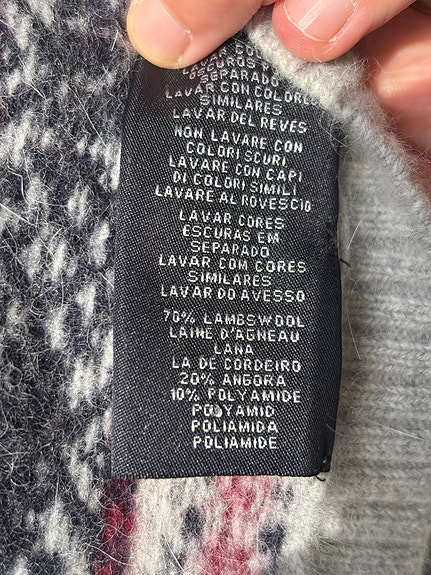 OSCUROS POR
SEPARADO
LAVAR CON COLORES
SIMILARES
LAVAR DEL REVES
NON LAVARE CON
COLORI SCURI
LAVARE CON CAPI
DI COLORI SIMILI
LAVARE AL ROVESCIO
LAVAR CORES
ESCURAS EM
SEPARADO
LAVAR COM CORES
SIMILARES
LAVAR DO AVESSO
70% LAMBSWOOL
LAINE D'AGNEAU
LANA
LA DE CORDEIRO
20% ANGORA
10% POLYAMIDE
POLYAMID
POLIAMIDA
POLIAMIDE